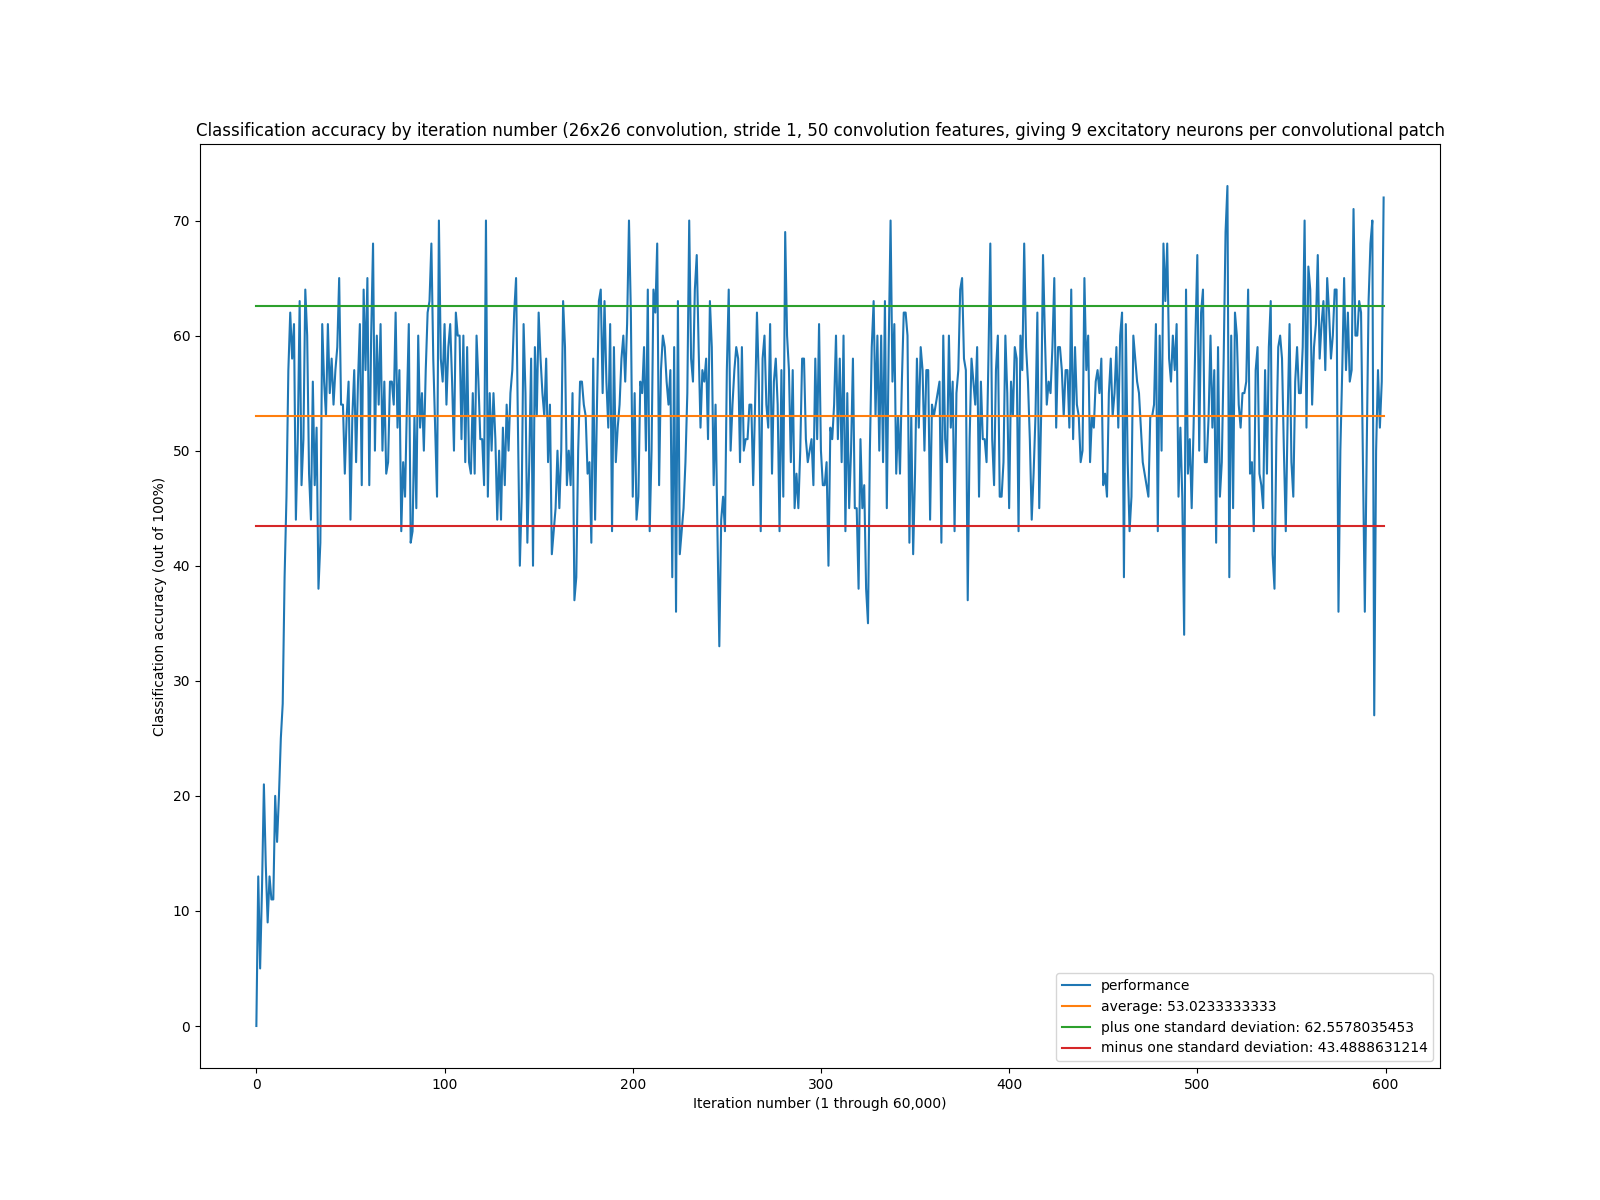 Classification accuracy by iteration number (26x26 convolution, stride 1, 50 convolution features, giving 9 excitatory neurons per convolutional patch
Classification accuracy (out of 100%)
70
60
50
40
30
20
10
0
performance
average: 53.0233333333
plus one standard deviation: 62.5578035453
minus one standard deviation: 43.4888631214
0 100 200 300 400 500 600
Iteration number (1 through 60,000)